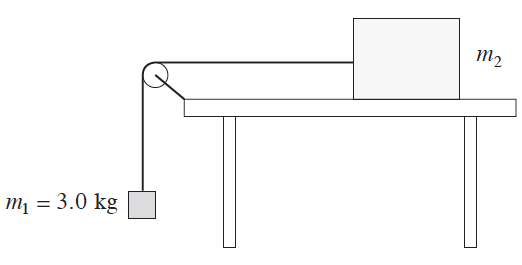 m₂
m₁ = 3.0 kg